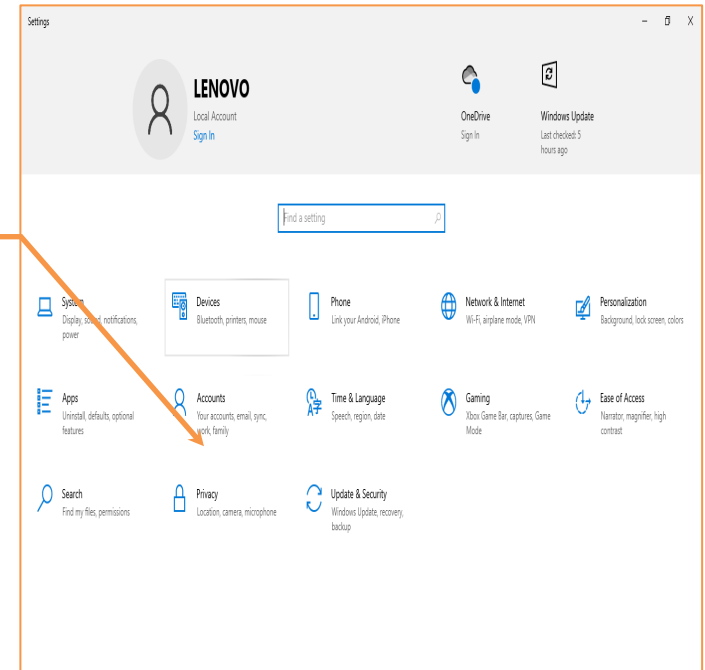 Settings
LENOVO
Local Account
Sign In
OneDrive
Sign In
Windows Update
Last checked: 5
hours ago
Find a setting
System
Display, sound, notifications,
power
Devices
Bluetooth, printers, mouse
Phone
Link your Android, iPhone
Network & Internet
Wi-Fi, airplane mode, VPN
Personalization
Background, lock screen, colors
Apps
Uninstall, defaults, optional
features
Accounts
Your accounts, email, sync,
work, family
Time & Language
Speech, region, date
Gaming
Xbox Game Bar, captures, Game
Mode
Ease of Access
Narrator, magnifier, high
contrast
Search
Find my files, permissions
Privacy
Location, camera, microphone
Update & Security
Windows Update, recovery,
backup